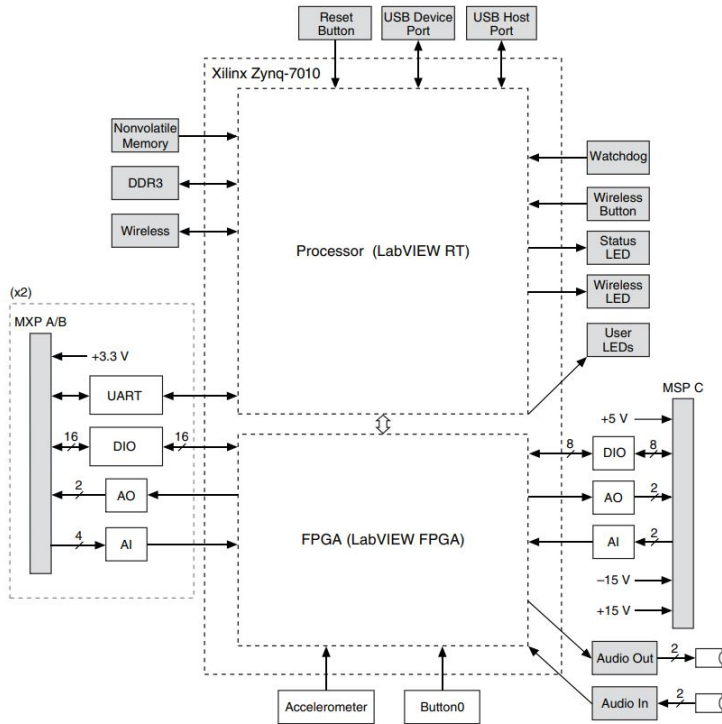 Reset
Button
USB Device
Port
USB Host
Port
Xilinx Zynq-7010
Nonvolatile
Memory
DDR3
Wireless
Processor (LabVIEW RT)
Watchdog
Wireless
Button
Status
LED
Wireless
LED
User
LEDs
(x2)
MXP A/B
+3.3 V
UART
16
DIO
16
2
AO
4
AI
FPGA (LabVIEW FPGA)
MSP C
+5 V
8
DIO
8
AO
2
AI
2
–15 V
+15 V
Audio Out
2
Audio In
2
Accelerometer
Button0